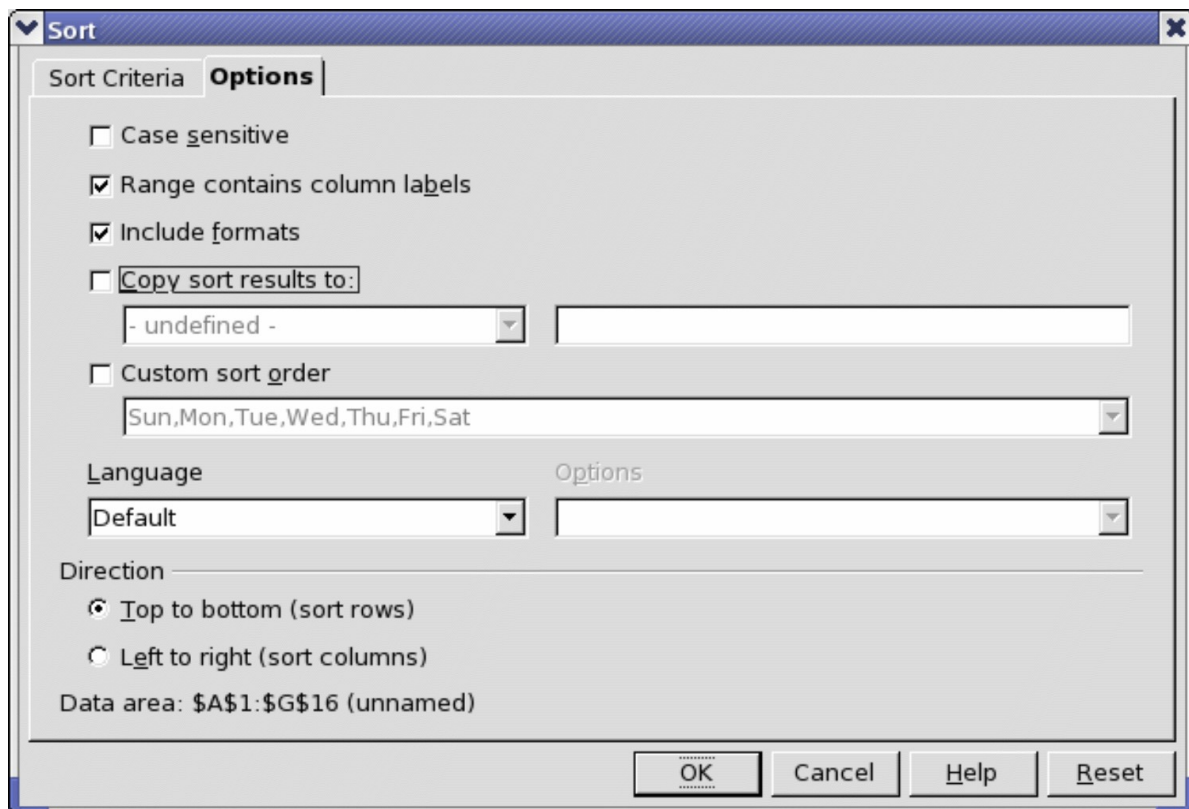 Sort
Sort Criteria Options
Case sensitive
Range contains column labels
Include formats
Copy sort results to:
- undefined -
Custom sort order
Sun,Mon,Tue,Wed,Thu,Fri,Sat
Language Options
Default
Direction
Top to bottom (sort rows)
Left to right (sort columns)
Data area: $A$1:$G$16 (unnamed)
OK Cancel Help Reset